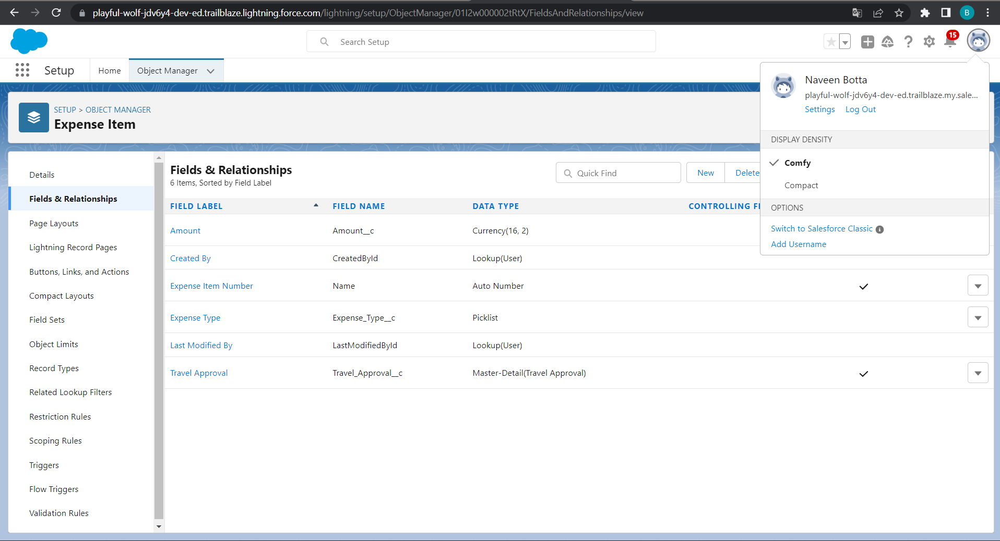 playful-wolf-jdv6y4-dev-ed.trailblaze.lightning.force.com/lightning/setup/ObjectManager/01I2w000002tRtX/FieldsAndRelationships/view
B
Search Setup
15
Setup
Home
Object Manager
Naveen Botta
playful-wolf-jdv6y4-dev-ed.trailblaze.my.sale...
Settings Log Out
SETUP > OBJECT MANAGER
Expense Item
DISPLAY DENSITY
Comfy
Compact
OPTIONS
Switch to Salesforce Classic
Add Username
Details
Fields & Relationships
Page Layouts
Lightning Record Pages
Buttons, Links, and Actions
Compact Layouts
Field Sets
Object Limits
Record Types
Related Lookup Filters
Restriction Rules
Scoping Rules
Triggers
Flow Triggers
Validation Rules
Fields & Relationships
6 Items, Sorted by Field Label
Quick Find
New
Delete
FIELD LABEL FIELD NAME DATA TYPE CONTROLLING
Amount Amount__c Currency(16, 2)
Created By CreatedById Lookup(User)
Expense Item Number Name Auto Number
Expense Type Expense_Type__c Picklist
Last Modified By LastModifiedById Lookup(User)
Travel Approval Travel_Approval__c Master-Detail(Travel Approval)